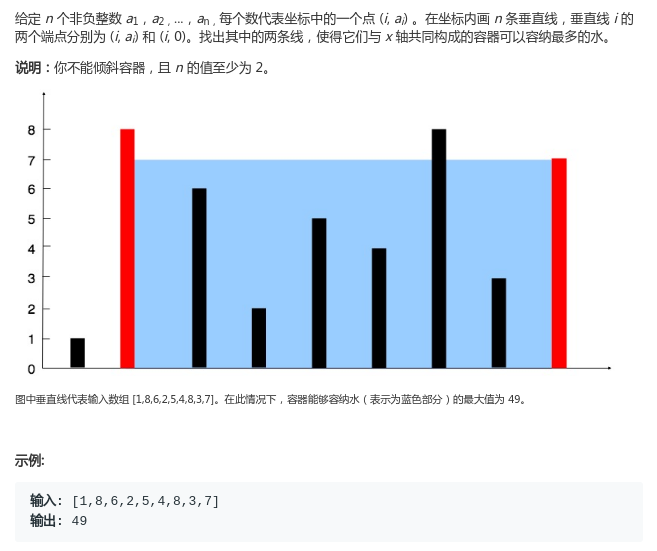 给定 n 个非负整数 a1，a2，...，an，每个数代表坐标中的一个点 (i, ai) 。在坐标内画 n 条垂直线，垂直线 i 的
两个端点分别为 (i, ai) 和 (i, 0)。找出其中的两条线，使得它们与 x 轴共同构成的容器可以容纳最多的水。
说明：你不能倾斜容器，且 n 的值至少为 2。
8
7
6
5
4
3
2
1
0
图中垂直线代表输入数组 [1,8,6,2,5,4,8,3,7]。在此情况下，容器能够容纳水（表示为蓝色部分）的最大值为 49。
示例:
输入: [1,8,6,2,5,4,8,3,7]
输出: 49